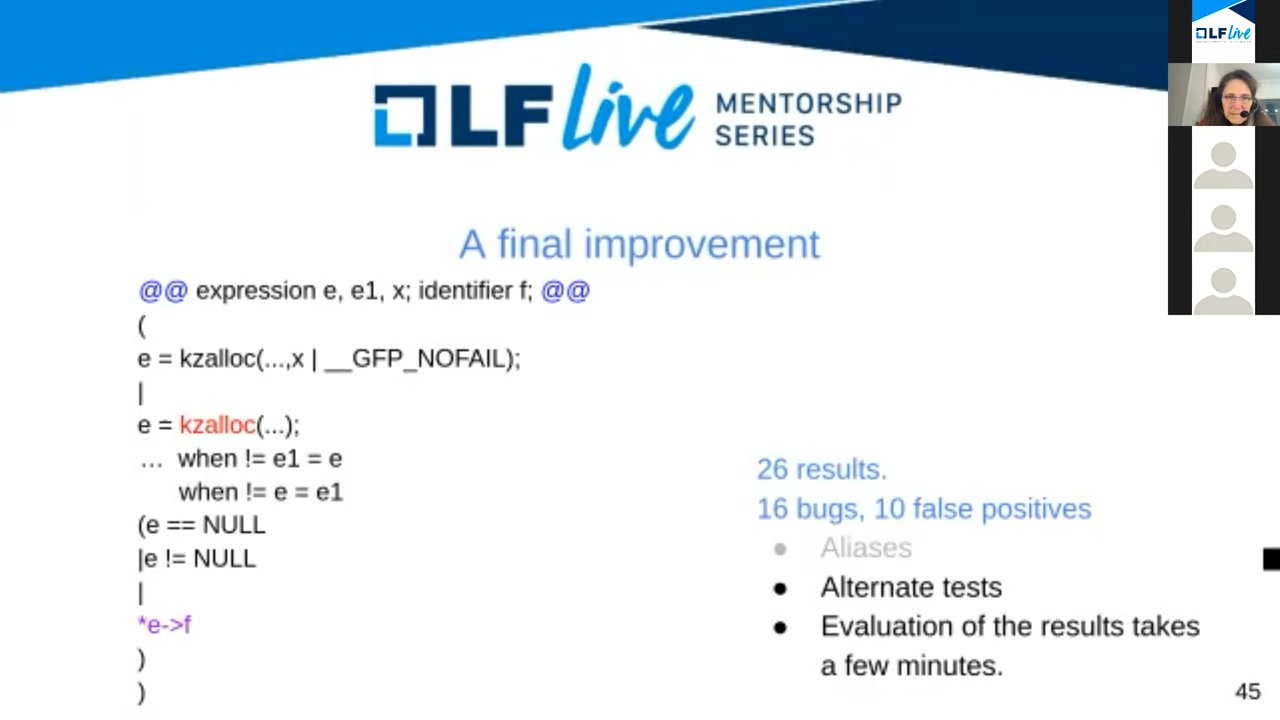 LF Live MENTORSHIP
SERIES
LF Live
A final improvement
@@ expression e, e1, x; identifier f; @@
(
e = kzalloc(...,x | __GFP_NOFAIL);
|
e = kzalloc(...);
... when != e1 = e
when != e = e1
(e == NULL
|e != NULL
|
*e->f
)
)
26 results.
16 bugs, 10 false positives
● Aliases
● Alternate tests
● Evaluation of the results takes
a few minutes.
45